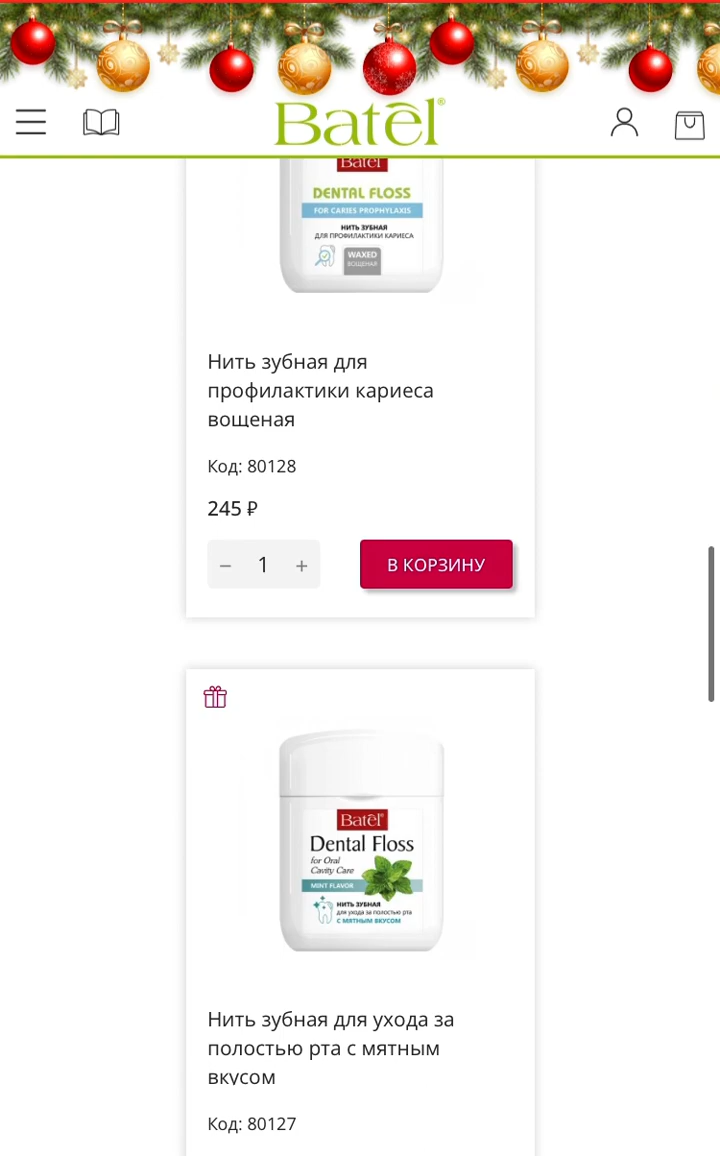 Batēl®
Batēl
DENTAL FLOSS
FOR CARIES PROPHYLAXIS
НИТЬ ЗУБНАЯ
ДЛЯ ПРОФИЛАКТИКИ КАРИЕСА
WAXED
ВОЩЕНАЯ
Нить зубная для
профилактики кариеса
вощеная
Код: 80128
245 ₽
− 1 +
В КОРЗИНУ
Batēl®
Dental Floss
for Oral
Cavity Care
MINT FLAVOR
НИТЬ ЗУБНАЯ
для ухода за полостью рта
С МЯТНЫМ ВКУСОМ
Нить зубная для ухода за
полостью рта с мятным
вкусом
Код: 80127